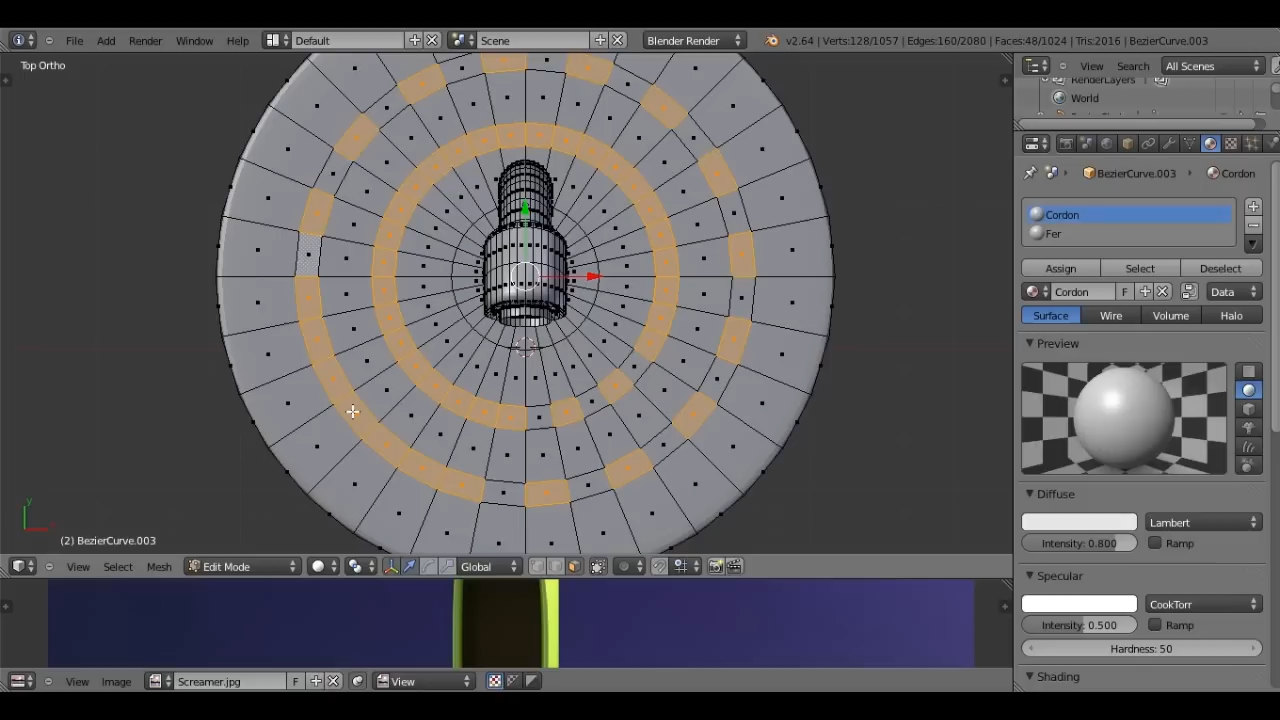 File Add Render Window Help Default Scene Blender Render v2.64 | Verts:128/1057 | Edges:160/2080 | Faces:48/1024 | Tris:2016 | BezierCurve.003
Top Ortho
View Search All Scenes
RenderLayers
World
BezierCurve.003 Cordon
Cordon
Fer
Assign Select Deselect
Cordon F Data
Surface Wire Volume Halo
Preview
Diffuse
Lambert
Intensity: 0.800 Ramp
Specular
CookTorr
Intensity: 0.500 Ramp
Hardness: 50
Shading
y
(2) BezierCurve.003
View Select Mesh Edit Mode Global
View Image Screamer.jpg F View